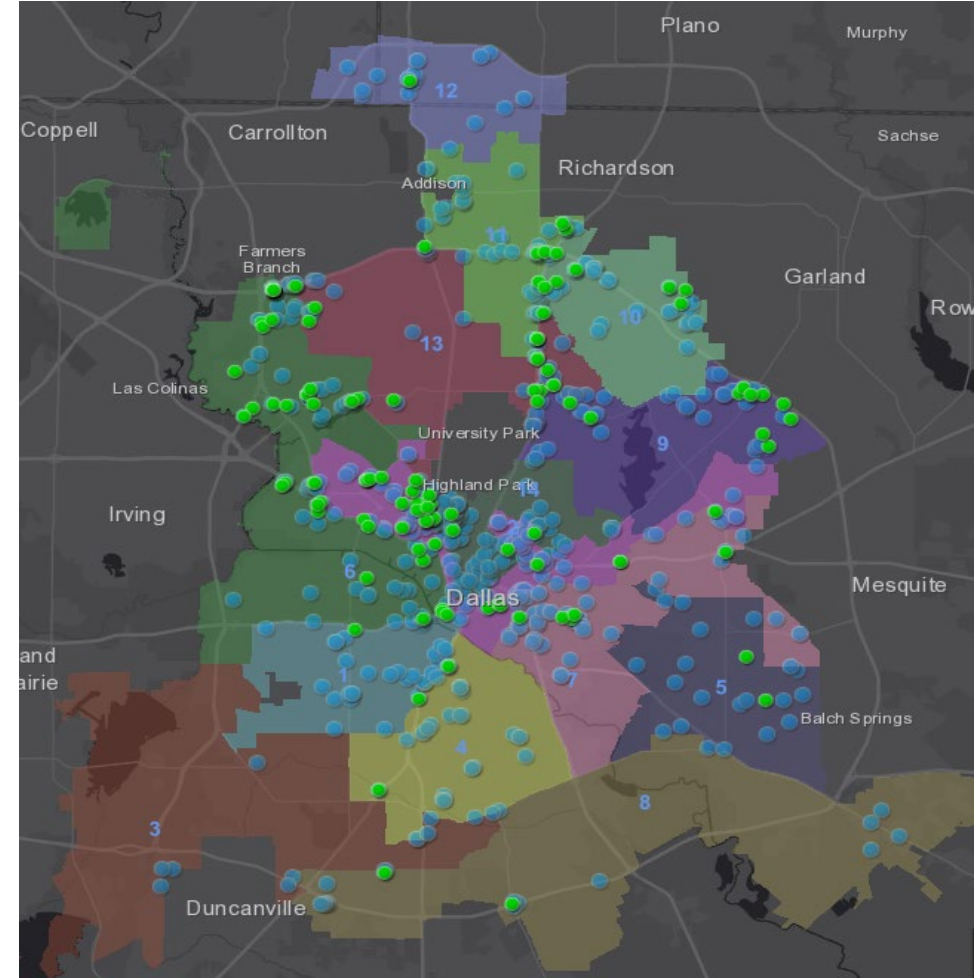 Plano
Murphy
12
Coppell
Carrollton
Sachse
Richardson
Addison
11
Farmers
Branch
Garland
Row
10
13
Las Colinas
University Park
9
Highland Park
14
Irving
2
6
Mesquite
Dallas
and
airie
1
7
5
Balch Springs
4
8
3
Duncanville